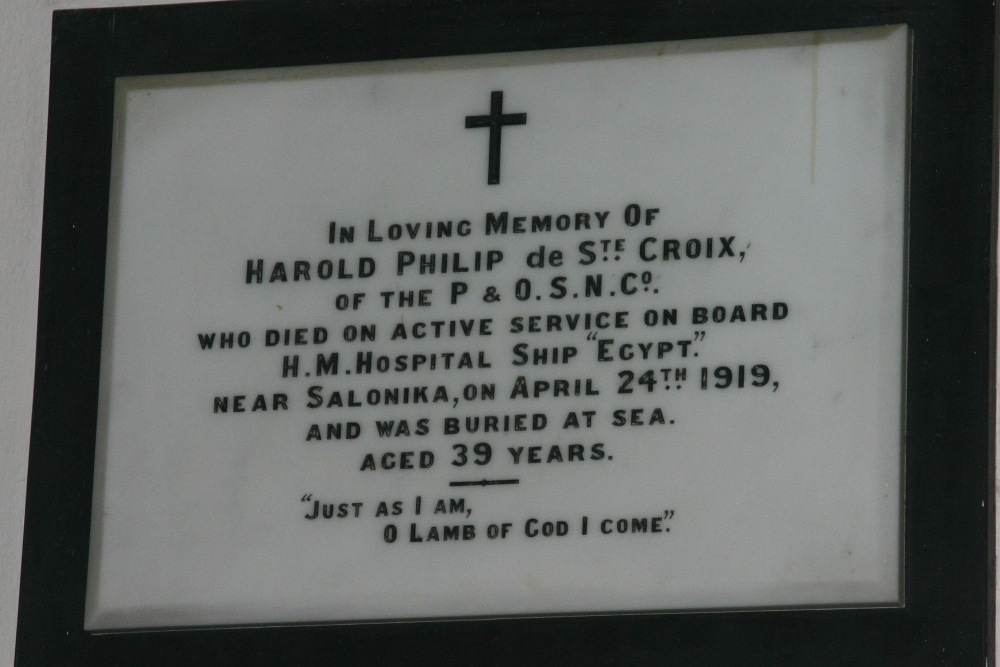 In Loving Memory Of
Harold Philip de Ste Croix,
of the P & O.S.N.Co.
who died on active service on board
H.M.Hospital Ship "Egypt."
near Salonika, on April 24TH 1919,
and was buried at sea.
aged 39 years.
"Just as I am,
O Lamb of God I come."